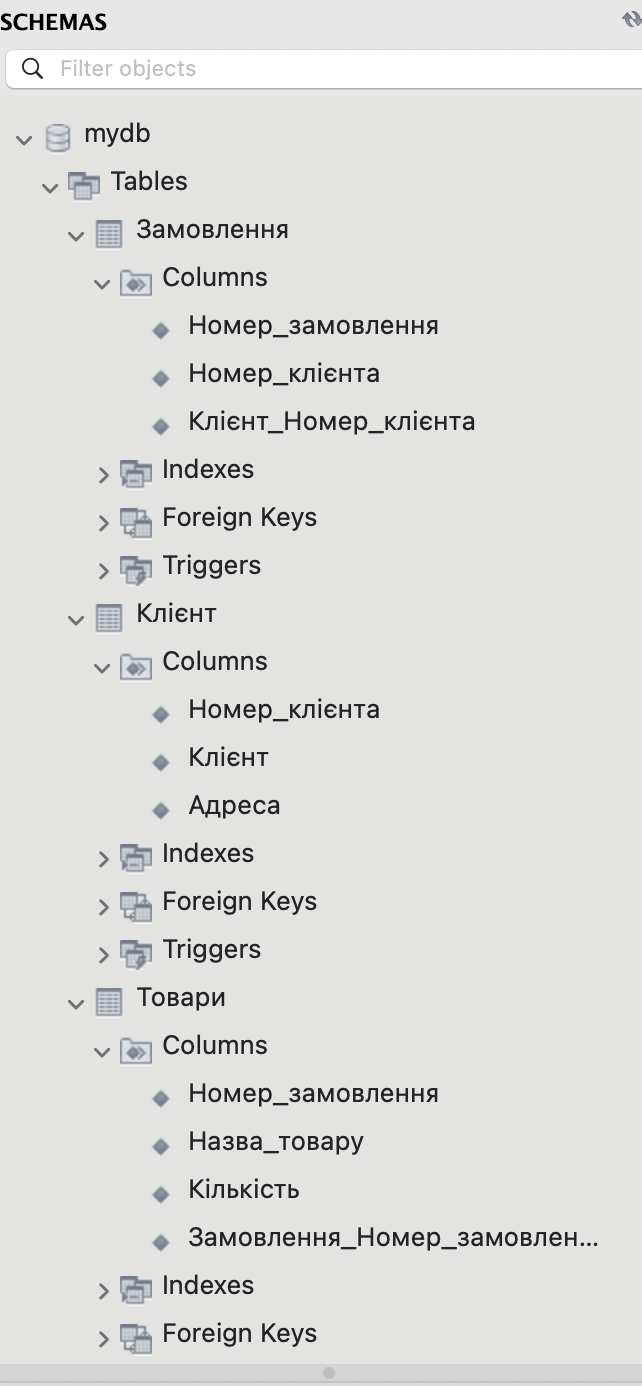 SCHEMAS
Filter objects
mydb
Tables
Замовлення
Columns
Номер_замовлення
Номер_клієнта
Клієнт_Номер_клієнта
Indexes
Foreign Keys
Triggers
Клієнт
Columns
Номер_клієнта
Клієнт
Адреса
Indexes
Foreign Keys
Triggers
Товари
Columns
Номер_замовлення
Назва_товару
Кількість
Замовлення_Номер_замовлен...
Indexes
Foreign Keys